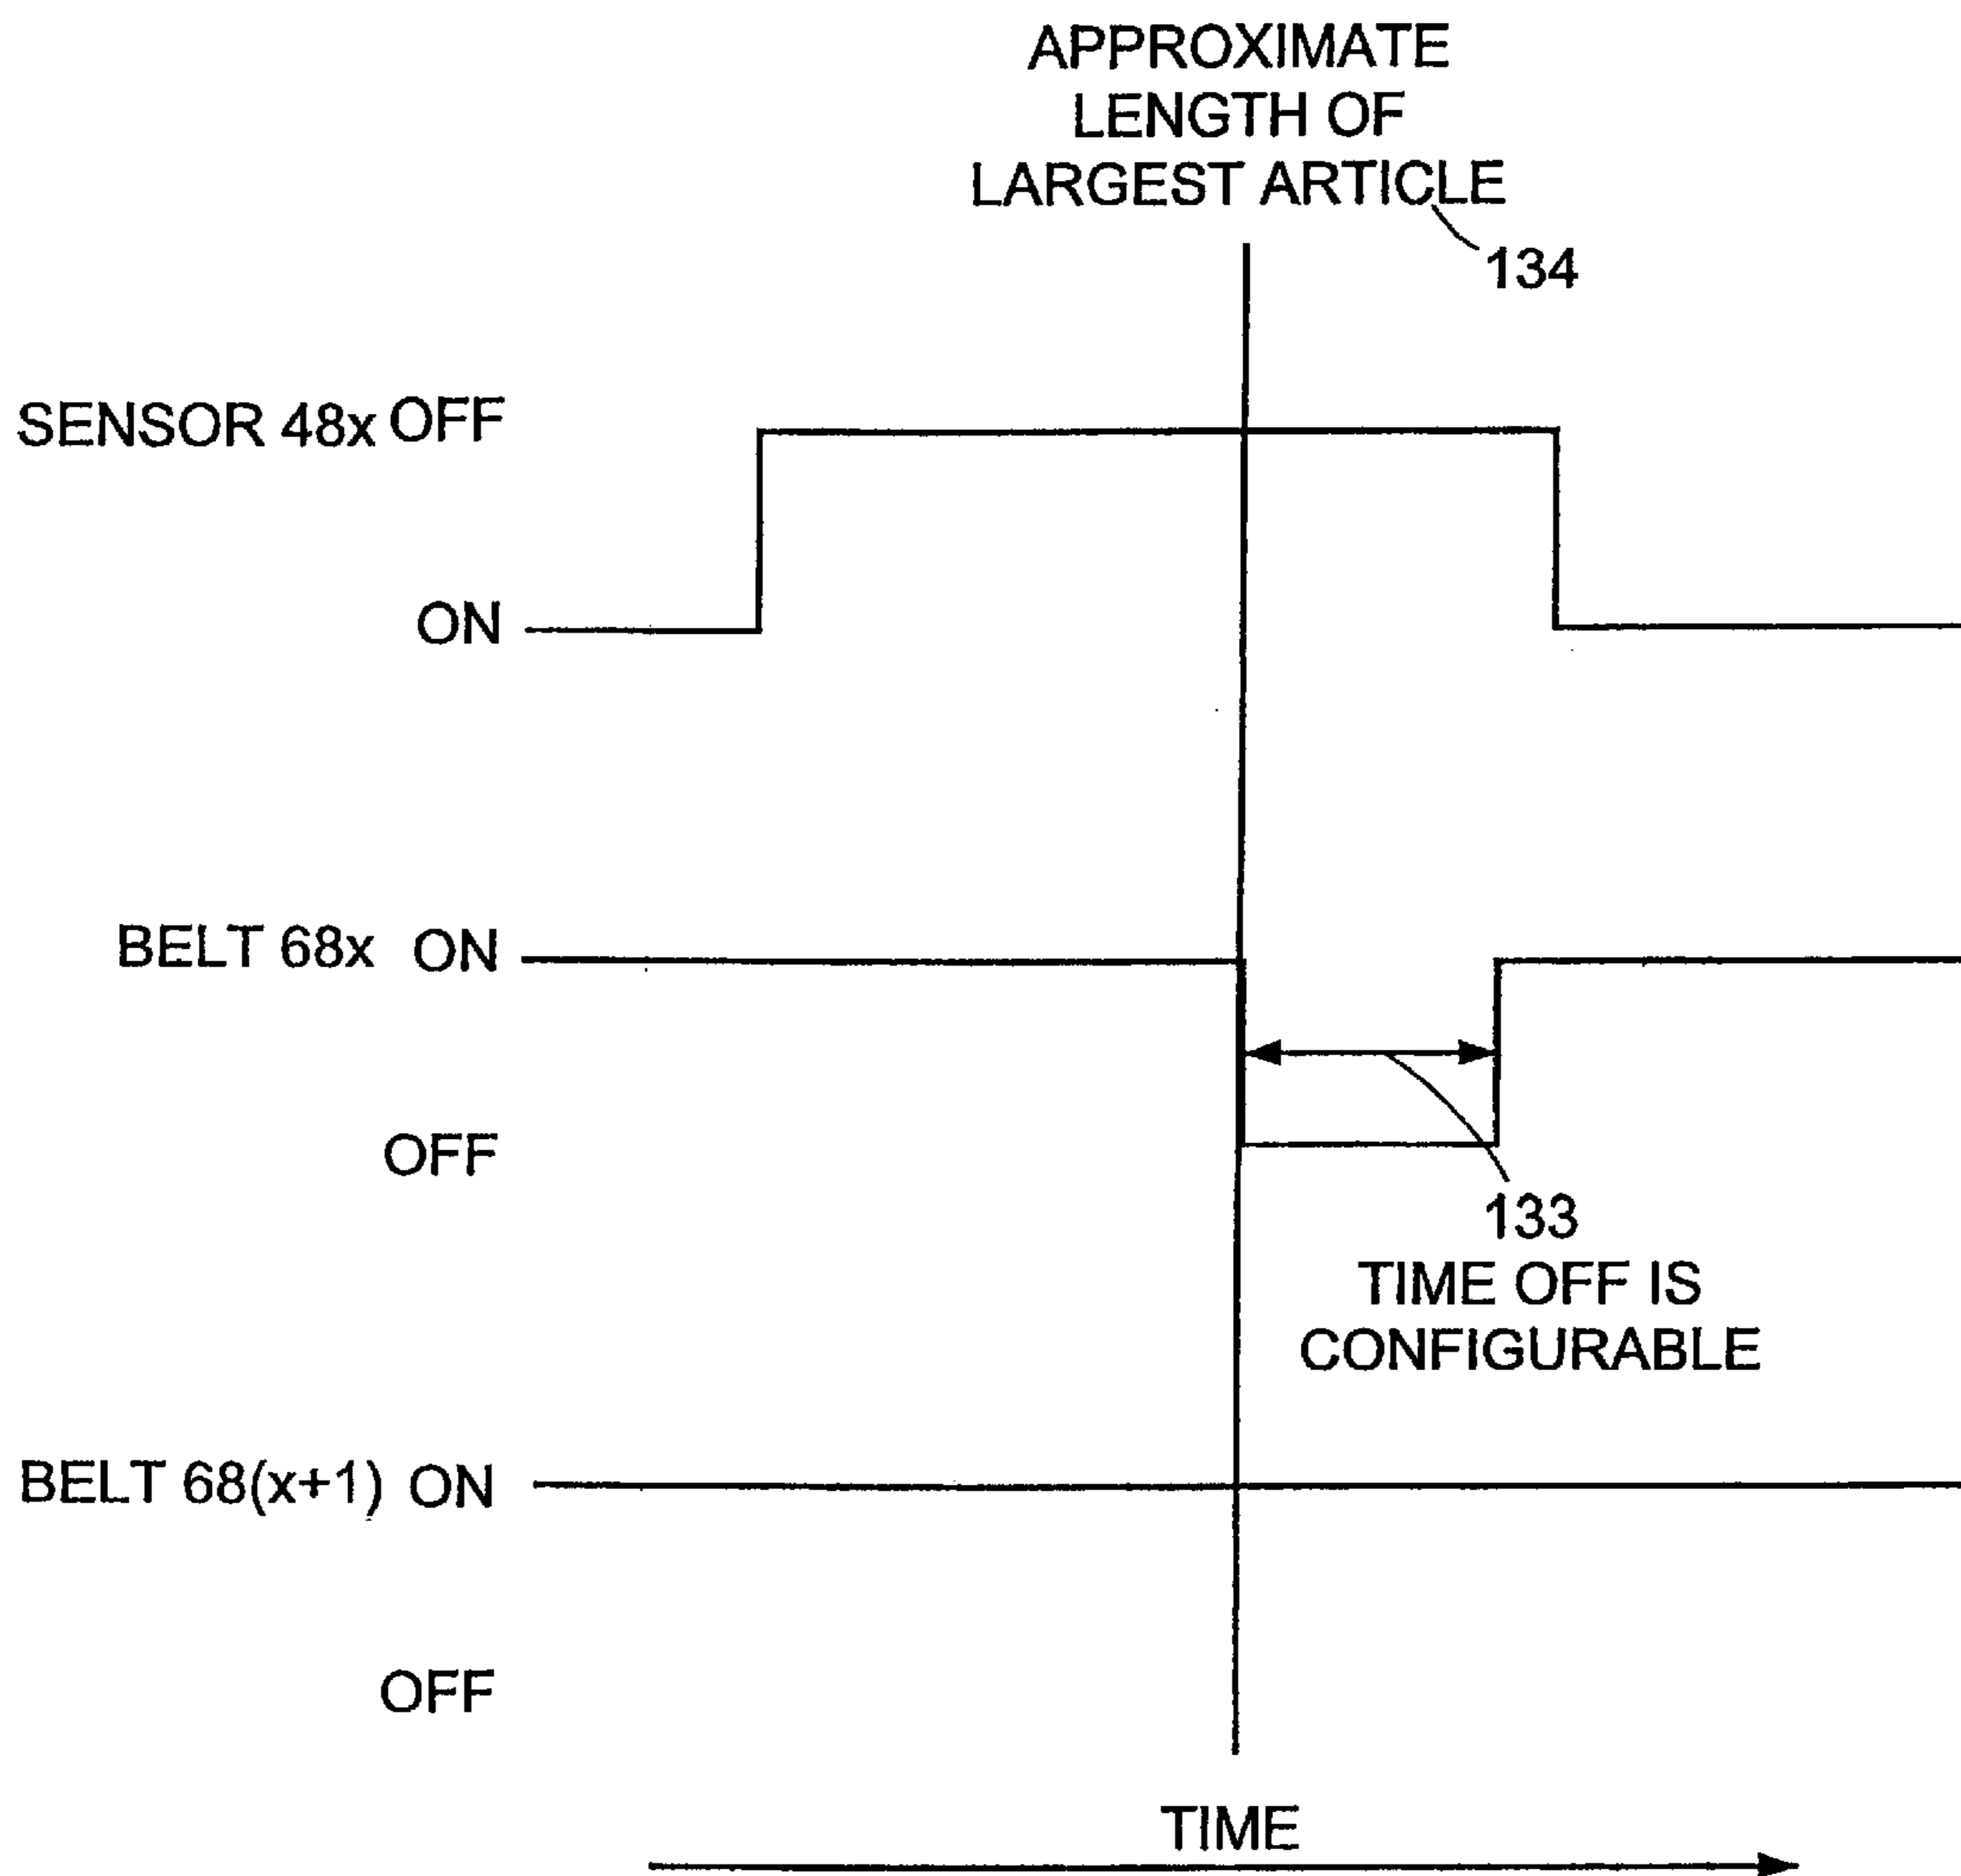 APPROXIMATE
LENGTH OF
LARGEST ARTICLE
134
SENSOR 48x OFF
ON
BELT 68x ON
OFF
133
TIME OFF IS
CONFIGURABLE
BELT 68(x+1) ON
OFF
TIME